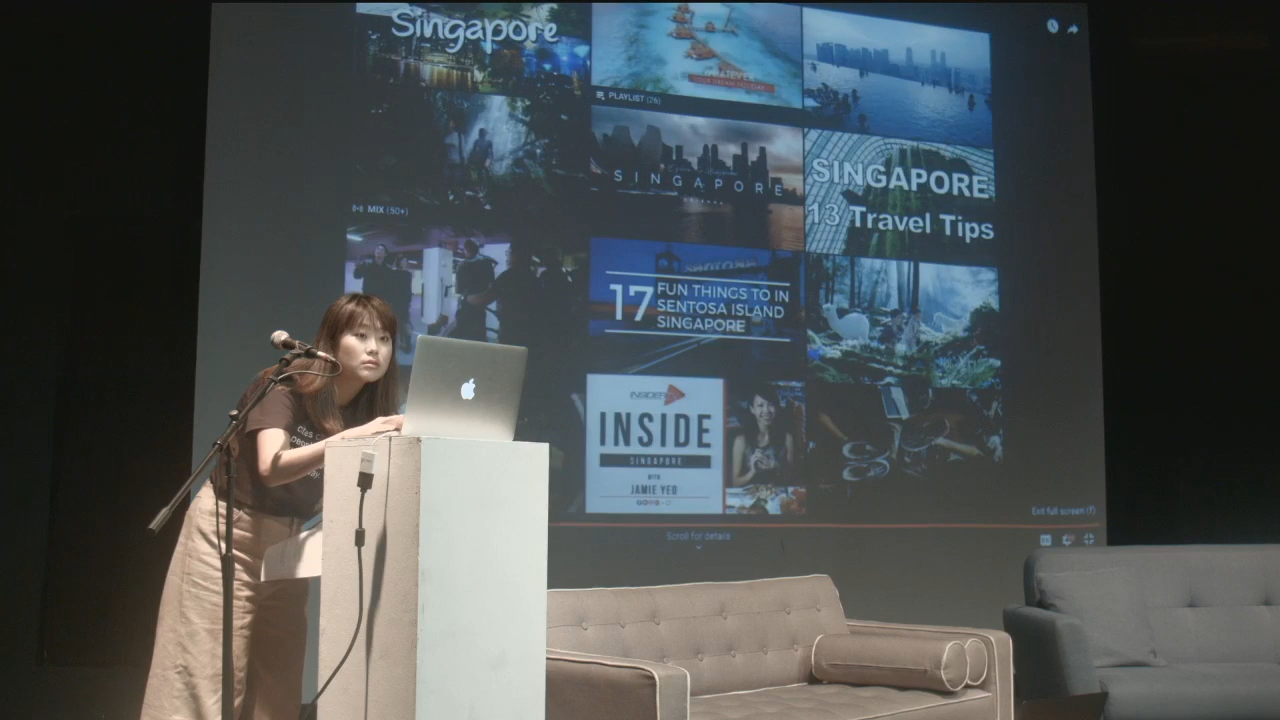 Singapore
PLAYLIST (26)
SINGAPORE
SINGAPORE
13 Travel Tips
MIX (50+)
17 FUN THINGS TO IN
SENTOSA ISLAND
SINGAPORE
INSIDE
SINGAPORE
WITH
JAMIE YEO
Exit full screen (f)
Scroll for details